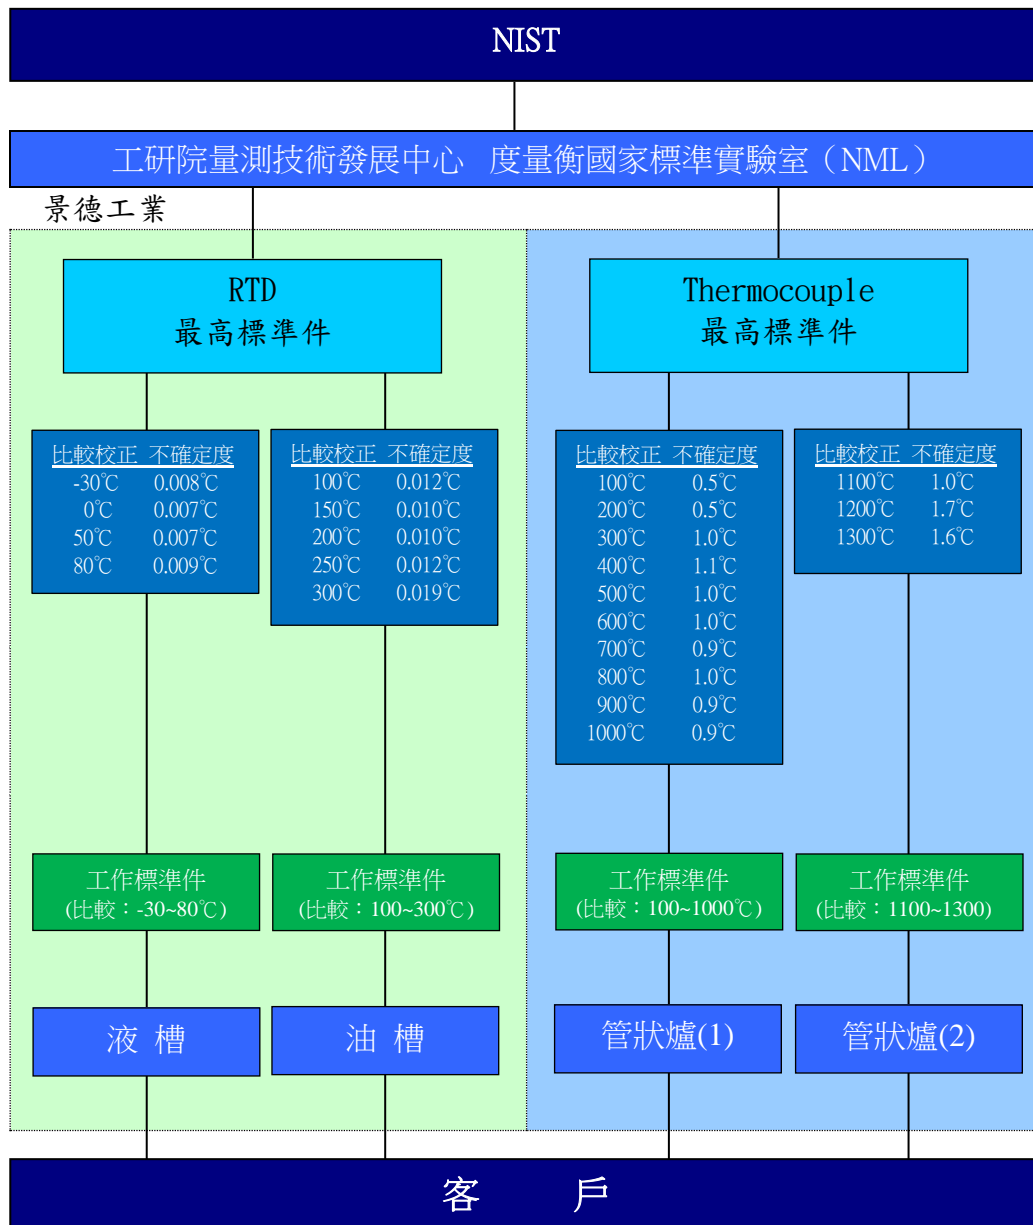 NIST
工研院量測技術發展中心 度量衡國家標準實驗室（NML）
景德工業
RTD
最高標準件
Thermocouple
最高標準件
比較校正 不確定度
-30℃ 0.008℃
0℃ 0.007℃
50℃ 0.007℃
80℃ 0.009℃
比較校正 不確定度
100℃ 0.012℃
150℃ 0.010℃
200℃ 0.010℃
250℃ 0.012℃
300℃ 0.019℃
比較校正 不確定度
100℃ 0.5℃
200℃ 0.5℃
300℃ 1.0℃
400℃ 1.1℃
500℃ 1.0℃
600℃ 1.0℃
700℃ 0.9℃
800℃ 1.0℃
900℃ 0.9℃
1000℃ 0.9℃
比較校正 不確定度
1100℃ 1.0℃
1200℃ 1.7℃
1300℃ 1.6℃
工作標準件
(比較：-30~80℃)
工作標準件
(比較：100~300℃)
工作標準件
(比較：100~1000℃)
工作標準件
(比較：1100~1300)
液 槽
油 槽
管狀爐(1)
管狀爐(2)
客 戶